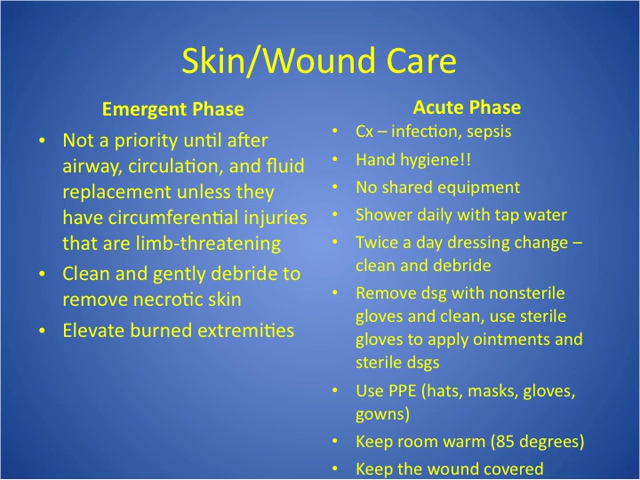 Skin/Wound Care
Emergent Phase
• Not a priority until after
airway, circulation, and fluid
replacement unless they
have circumferential injuries
that are limb-threatening
• Clean and gently debride to
remove necrotic skin
• Elevate burned extremities
Acute Phase
• Cx – infection, sepsis
• Hand hygiene!!
• No shared equipment
• Shower daily with tap water
• Twice a day dressing change –
clean and debride
• Remove dsg with nonsterile
gloves and clean, use sterile
gloves to apply ointments and
sterile dsgs
• Use PPE (hats, masks, gloves,
gowns)
• Keep room warm (85 degrees)
• Keep the wound covered